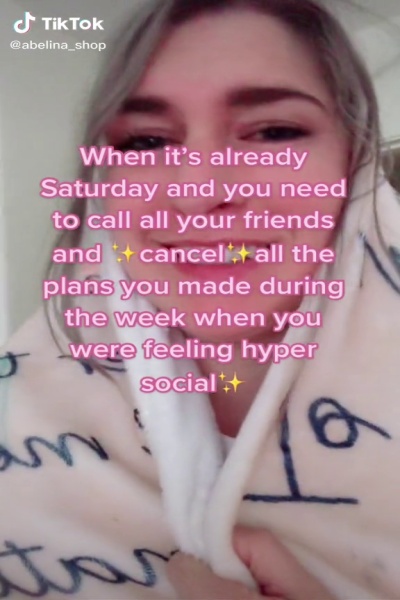 TikTok
@abelina_shop
When it's already
Saturday and you need
to call all your friends
and ✨cancel✨all the
plans you made during
the week when you
were feeling hyper
social✨